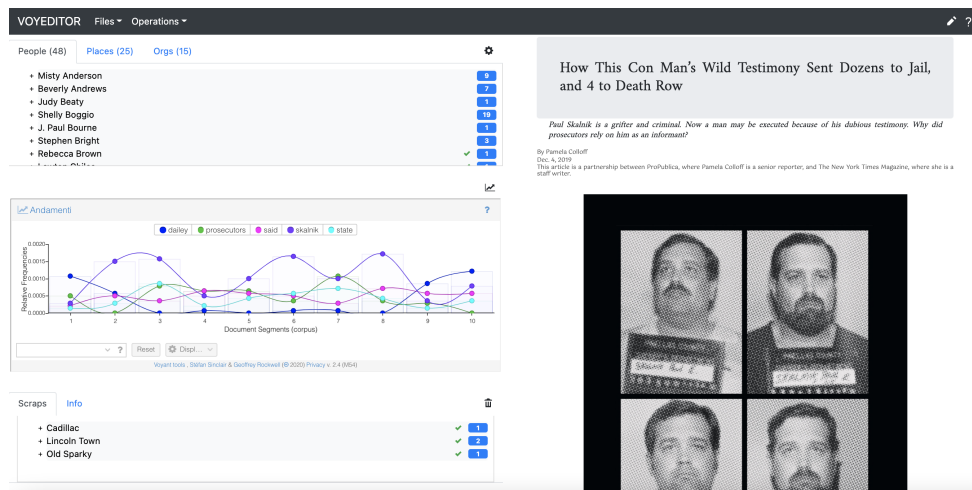 VOYEDITOR Files Operations ?
People (48) Places (25) Orgs (15)
+ Misty Anderson 9
+ Beverly Andrews 7
+ Judy Beaty 1
+ Shelly Boggio 19
+ J. Paul Bourne 1
+ Stephen Bright 3
+ Rebecca Brown 1
Andamenti ?
dailey prosecutors said skalnik state
Relative Frequencies
0.0020
0.0015
0.0010
0.0005
0.0000
1 2 3 4 5 6 7 8 9 10
Document Segments (corpus)
? Reset Displ...
Voyant tools , Stéfan Sinclair & Geoffrey Rockwell (© 2020) Privacy v. 2.4 (M54)
Scraps Info
+ Cadillac 1
+ Lincoln Town 2
+ Old Sparky 1
How This Con Man's Wild Testimony Sent Dozens to Jail,
and 4 to Death Row
Paul Skalnik is a grifter and criminal. Now a man may be executed because of his dubious testimony. Why did
prosecutors rely on him as an informant?
By Pamela Colloff
Dec. 4, 2019
This article is a partnership between ProPublica, where Pamela Colloff is a senior reporter, and The New York Times Magazine, where she is a
staff writer.